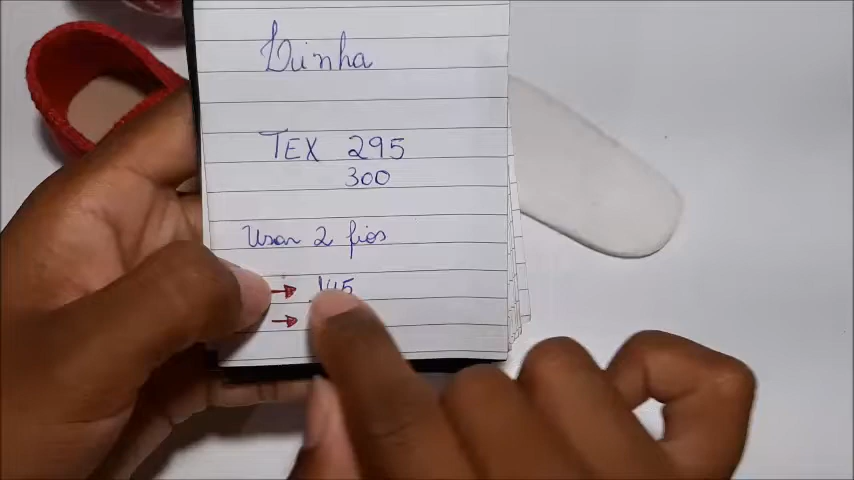 Linha
TEX 295
300
Usar 2 fios
→ 145
→